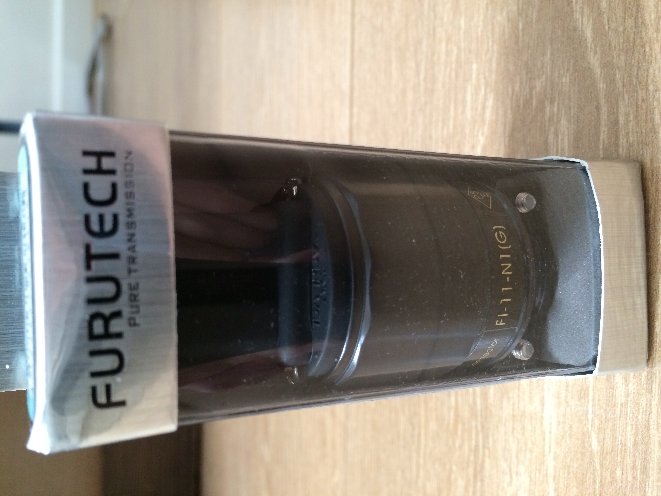 FURUTECH
PURE TRANSMISSION
FI-11-N1(G)